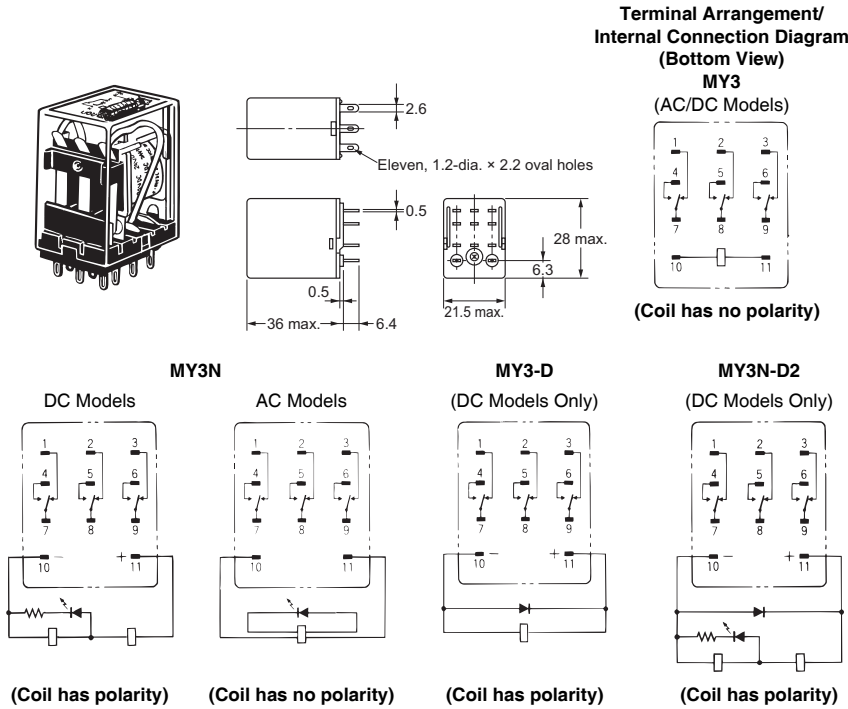 Terminal Arrangement/
Internal Connection Diagram
(Bottom View)
MY3
(AC/DC Models)
2.6
Eleven, 1.2-dia. × 2.2 oval holes
0.5
28 max.
6.3
0.5
36 max.
6.4
21.5 max.
1 2 3
4 5 6
7 8 9
10 11
(Coil has no polarity)
MY3N
MY3-D
MY3N-D2
DC Models
AC Models
(DC Models Only)
(DC Models Only)
1 2 3
4 5 6
7 8 9
10 − + 11
1 2 3
4 5 6
7 8 9
10 11
1 2 3
4 5 6
7 8 9
10 − + 11
1 2 3
4 5 6
7 8 9
10 − + 11
(Coil has polarity)
(Coil has no polarity)
(Coil has polarity)
(Coil has polarity)